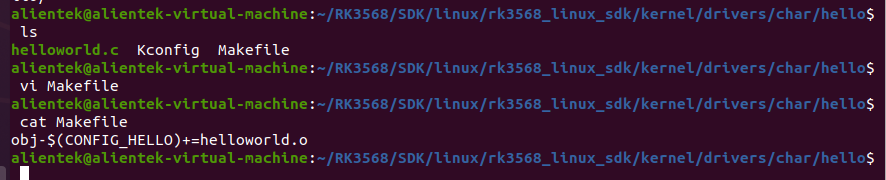 alientek@alientek-virtual-machine:~/RK3568/SDK/linux/rk3568_linux_sdk/kernel/drivers/char/hello$
ls
helloworld.c  Kconfig  Makefile
alientek@alientek-virtual-machine:~/RK3568/SDK/linux/rk3568_linux_sdk/kernel/drivers/char/hello$
vi Makefile
alientek@alientek-virtual-machine:~/RK3568/SDK/linux/rk3568_linux_sdk/kernel/drivers/char/hello$
cat Makefile
obj-$(CONFIG_HELLO)+=helloworld.o
alientek@alientek-virtual-machine:~/RK3568/SDK/linux/rk3568_linux_sdk/kernel/drivers/char/hello$